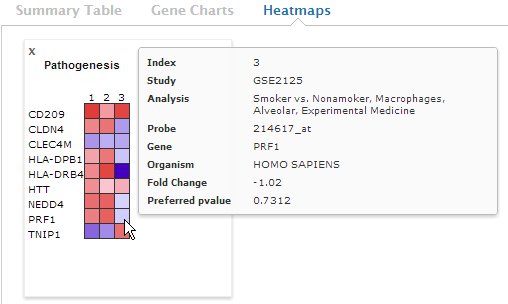 Summary Table Gene Charts Heatmaps
x
Pathogenesis
1 2 3
CD209
CLDN4
CLEC4M
HLA-DPB1
HLA-DRB4
HTT
NEDD4
PRF1
TNIP1
Index 3
Study GSE2125
Analysis Smoker vs. Nonamoker, Macrophages,
Alveolar, Experimental Medicine
Probe 214617_at
Gene PRF1
Organism HOMO SAPIENS
Fold Change -1.02
Preferred pvalue 0.7312